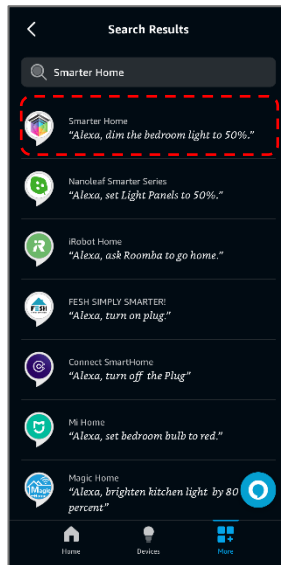 Search Results
Smarter Home
Smarter Home
"Alexa, dim the bedroom light to 50%."
Nanoleaf Smarter Series
"Alexa, set Light Panels to 50%."
iRobot Home
"Alexa, ask Roomba to go home."
FESH
FESH SIMPLY SMARTER!
"Alexa, turn on plug."
Connect SmartHome
"Alexa, turn off the Plug"
Mi Home
"Alexa, set bedroom bulb to red."
Magic
Magic Home
"Alexa, brighten kitchen light by 80
percent"
Home
Devices
More